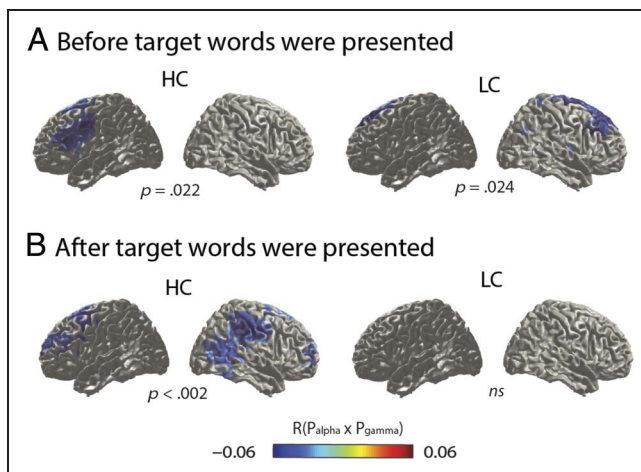 A Before target words were presented
HC
LC
p = .022
p = .024
B After target words were presented
HC
LC
p < .002
ns
R(Palpha x Pgamma)
−0.06 0.06